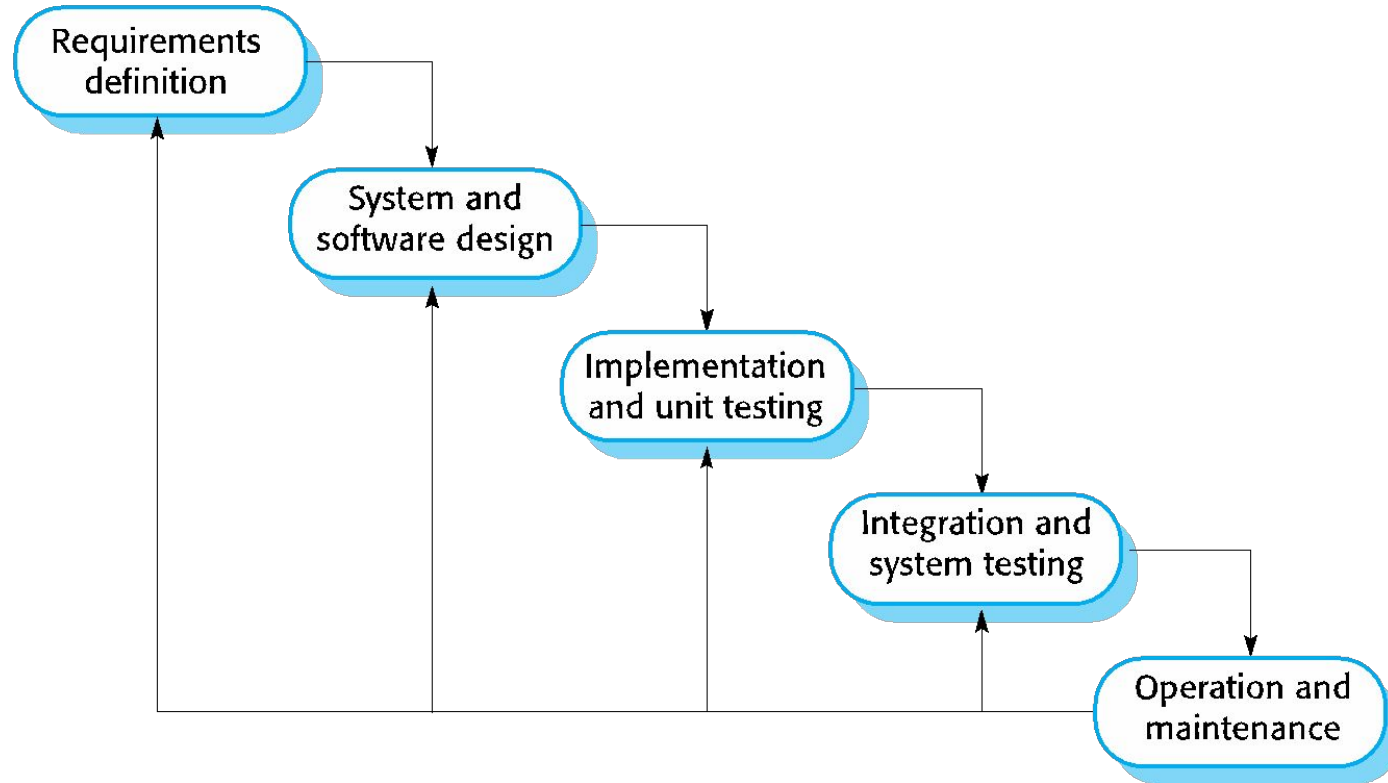 Requirements
definition
System and
software design
Implementation
and unit testing
Integration and
system testing
Operation and
maintenance